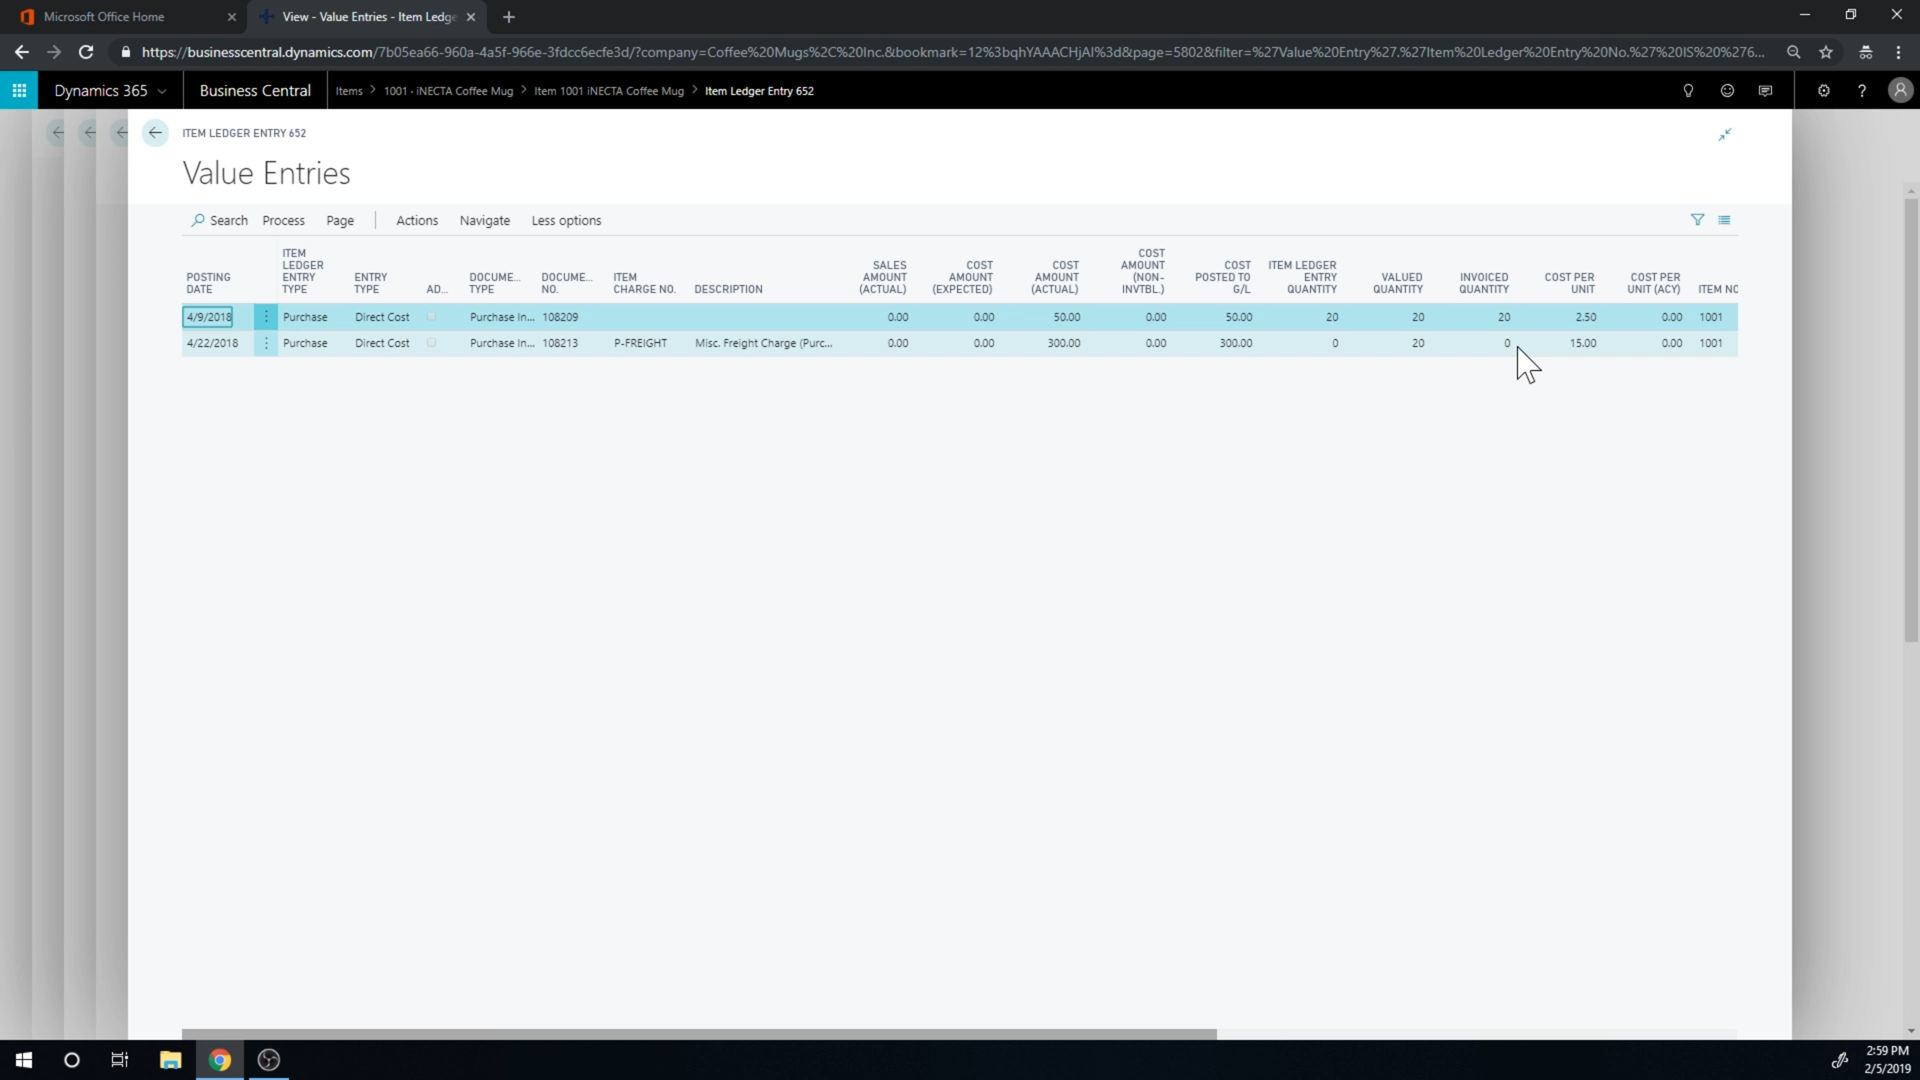 Microsoft Office Home
View - Value Entries - Item Ledge
https://businesscentral.dynamics.com/7b05ea66-960a-4a5f-966e-3fdcc6ecfe3d/?company=Coffee%20Mugs%2C%20Inc.&bookmark=12%3bqhYAAACHjAI%3d&page=5802&filter=%27Value%20Entry%27.%27Item%20Ledger%20Entry%20No.%27%20IS%20%276...
Dynamics 365
Business Central
Items > 1001 · iNECTA Coffee Mug > Item 1001 iNECTA Coffee Mug > Item Ledger Entry 652
ITEM LEDGER ENTRY 652
Value Entries
Search Process Page Actions Navigate Less options
POSTING DATE ITEM LEDGER ENTRY TYPE ENTRY TYPE AD... DOCUME... TYPE DOCUME... NO. ITEM CHARGE NO. DESCRIPTION SALES AMOUNT (ACTUAL) COST AMOUNT (EXPECTED) COST AMOUNT (ACTUAL) COST AMOUNT (NON-INVTBL.) COST POSTED TO G/L ITEM LEDGER ENTRY QUANTITY VALUED QUANTITY INVOICED QUANTITY COST PER UNIT COST PER UNIT (ACY) ITEM NO
4/9/2018 Purchase Direct Cost Purchase In... 108209 0.00 0.00 50.00 0.00 50.00 20 20 20 2.50 0.00 1001
4/22/2018 Purchase Direct Cost Purchase In... 108213 P-FREIGHT Misc. Freight Charge (Purc... 0.00 0.00 300.00 0.00 300.00 0 20 0 15.00 0.00 1001
2:59 PM
2/5/2019